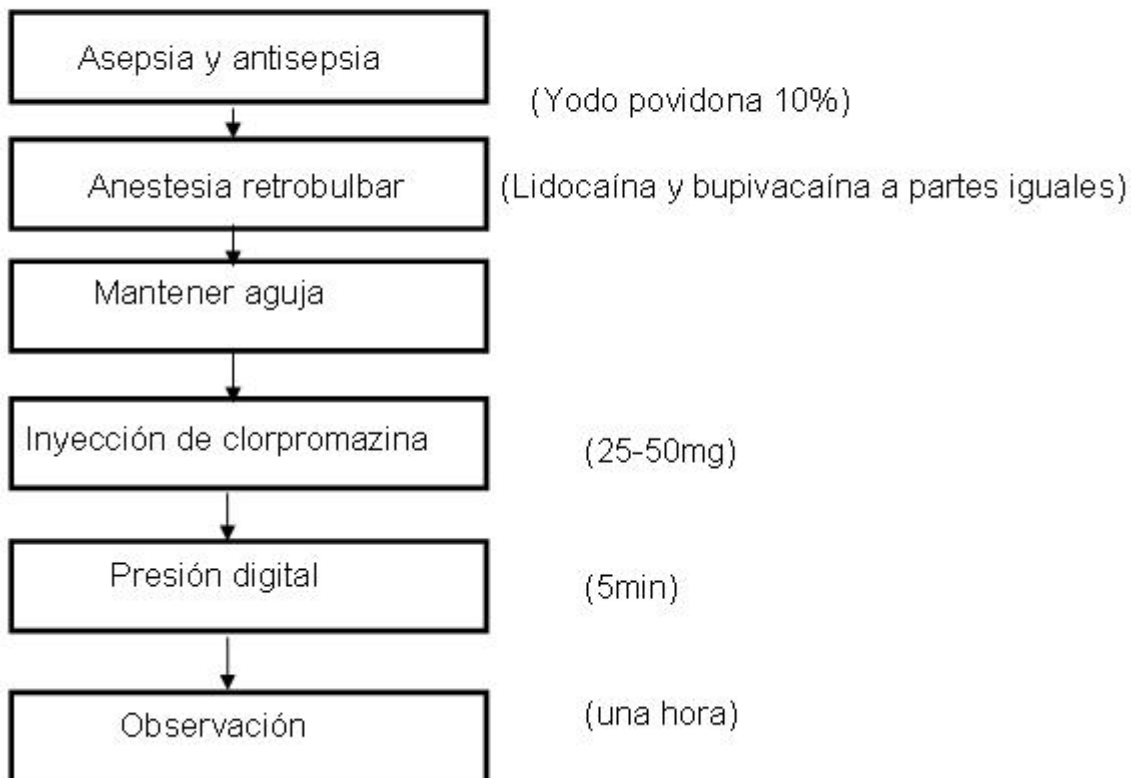 Asepsia y antisepsia
(Yodo povidona 10%)
Anestesia retrobulbar
(Lidocaína y bupivacaína a partes iguales)
Mantener aguja
Inyección de clorpromazina
(25-50mg)
Presión digital
(5min)
Observación
(una hora)